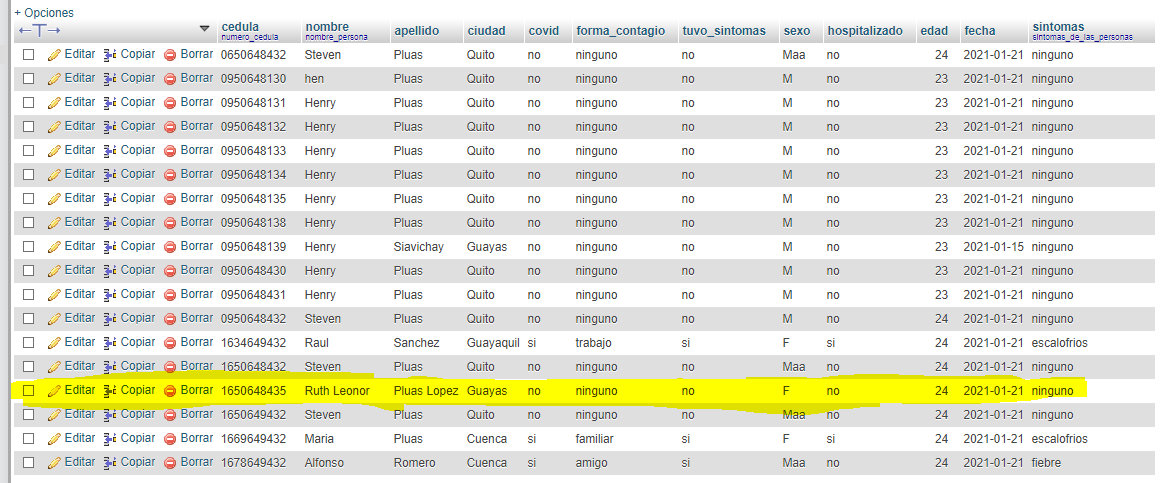 + Opciones
←T→ cedula nombre apellido ciudad covid forma_contagio tuvo_sintomas sexo hospitalizado edad fecha sintomas
numero_cedula nombre_persona sintomas_de_las_personas
Editar Copiar Borrar 0650648432 Steven Pluas Quito no ninguno no Maa no 24 2021-01-21 ninguno
Editar Copiar Borrar 0950648130 hen Pluas Quito no ninguno no M no 23 2021-01-21 ninguno
Editar Copiar Borrar 0950648131 Henry Pluas Quito no ninguno no M no 23 2021-01-21 ninguno
Editar Copiar Borrar 0950648132 Henry Pluas Quito no ninguno no M no 23 2021-01-21 ninguno
Editar Copiar Borrar 0950648133 Henry Pluas Quito no ninguno no M no 23 2021-01-21 ninguno
Editar Copiar Borrar 0950648134 Henry Pluas Quito no ninguno no M no 23 2021-01-21 ninguno
Editar Copiar Borrar 0950648135 Henry Pluas Quito no ninguno no M no 23 2021-01-21 ninguno
Editar Copiar Borrar 0950648138 Henry Pluas Quito no ninguno no M no 23 2021-01-21 ninguno
Editar Copiar Borrar 0950648139 Henry Siavichay Guayas no ninguno no M no 23 2021-01-15 ninguno
Editar Copiar Borrar 0950648430 Henry Pluas Quito no ninguno no M no 23 2021-01-21 ninguno
Editar Copiar Borrar 0950648431 Henry Pluas Quito no ninguno no M no 23 2021-01-21 ninguno
Editar Copiar Borrar 0950648432 Steven Pluas Quito no ninguno no M no 24 2021-01-21 ninguno
Editar Copiar Borrar 1634649432 Raul Sanchez Guayaquil si trabajo si F si 24 2021-01-21 escalofrios
Editar Copiar Borrar 1650648432 Steven Pluas Quito no ninguno no Maa no 24 2021-01-21 ninguno
Editar Copiar Borrar 1650648435 Ruth Leonor Pluas Lopez Guayas no ninguno no F no 24 2021-01-21 ninguno
Editar Copiar Borrar 1650649432 Steven Pluas Quito no ninguno no Maa no 24 2021-01-21 ninguno
Editar Copiar Borrar 1669649432 Maria Pluas Cuenca si familiar si F si 24 2021-01-21 escalofrios
Editar Copiar Borrar 1678649432 Alfonso Romero Cuenca si amigo si Maa no 24 2021-01-21 fiebre